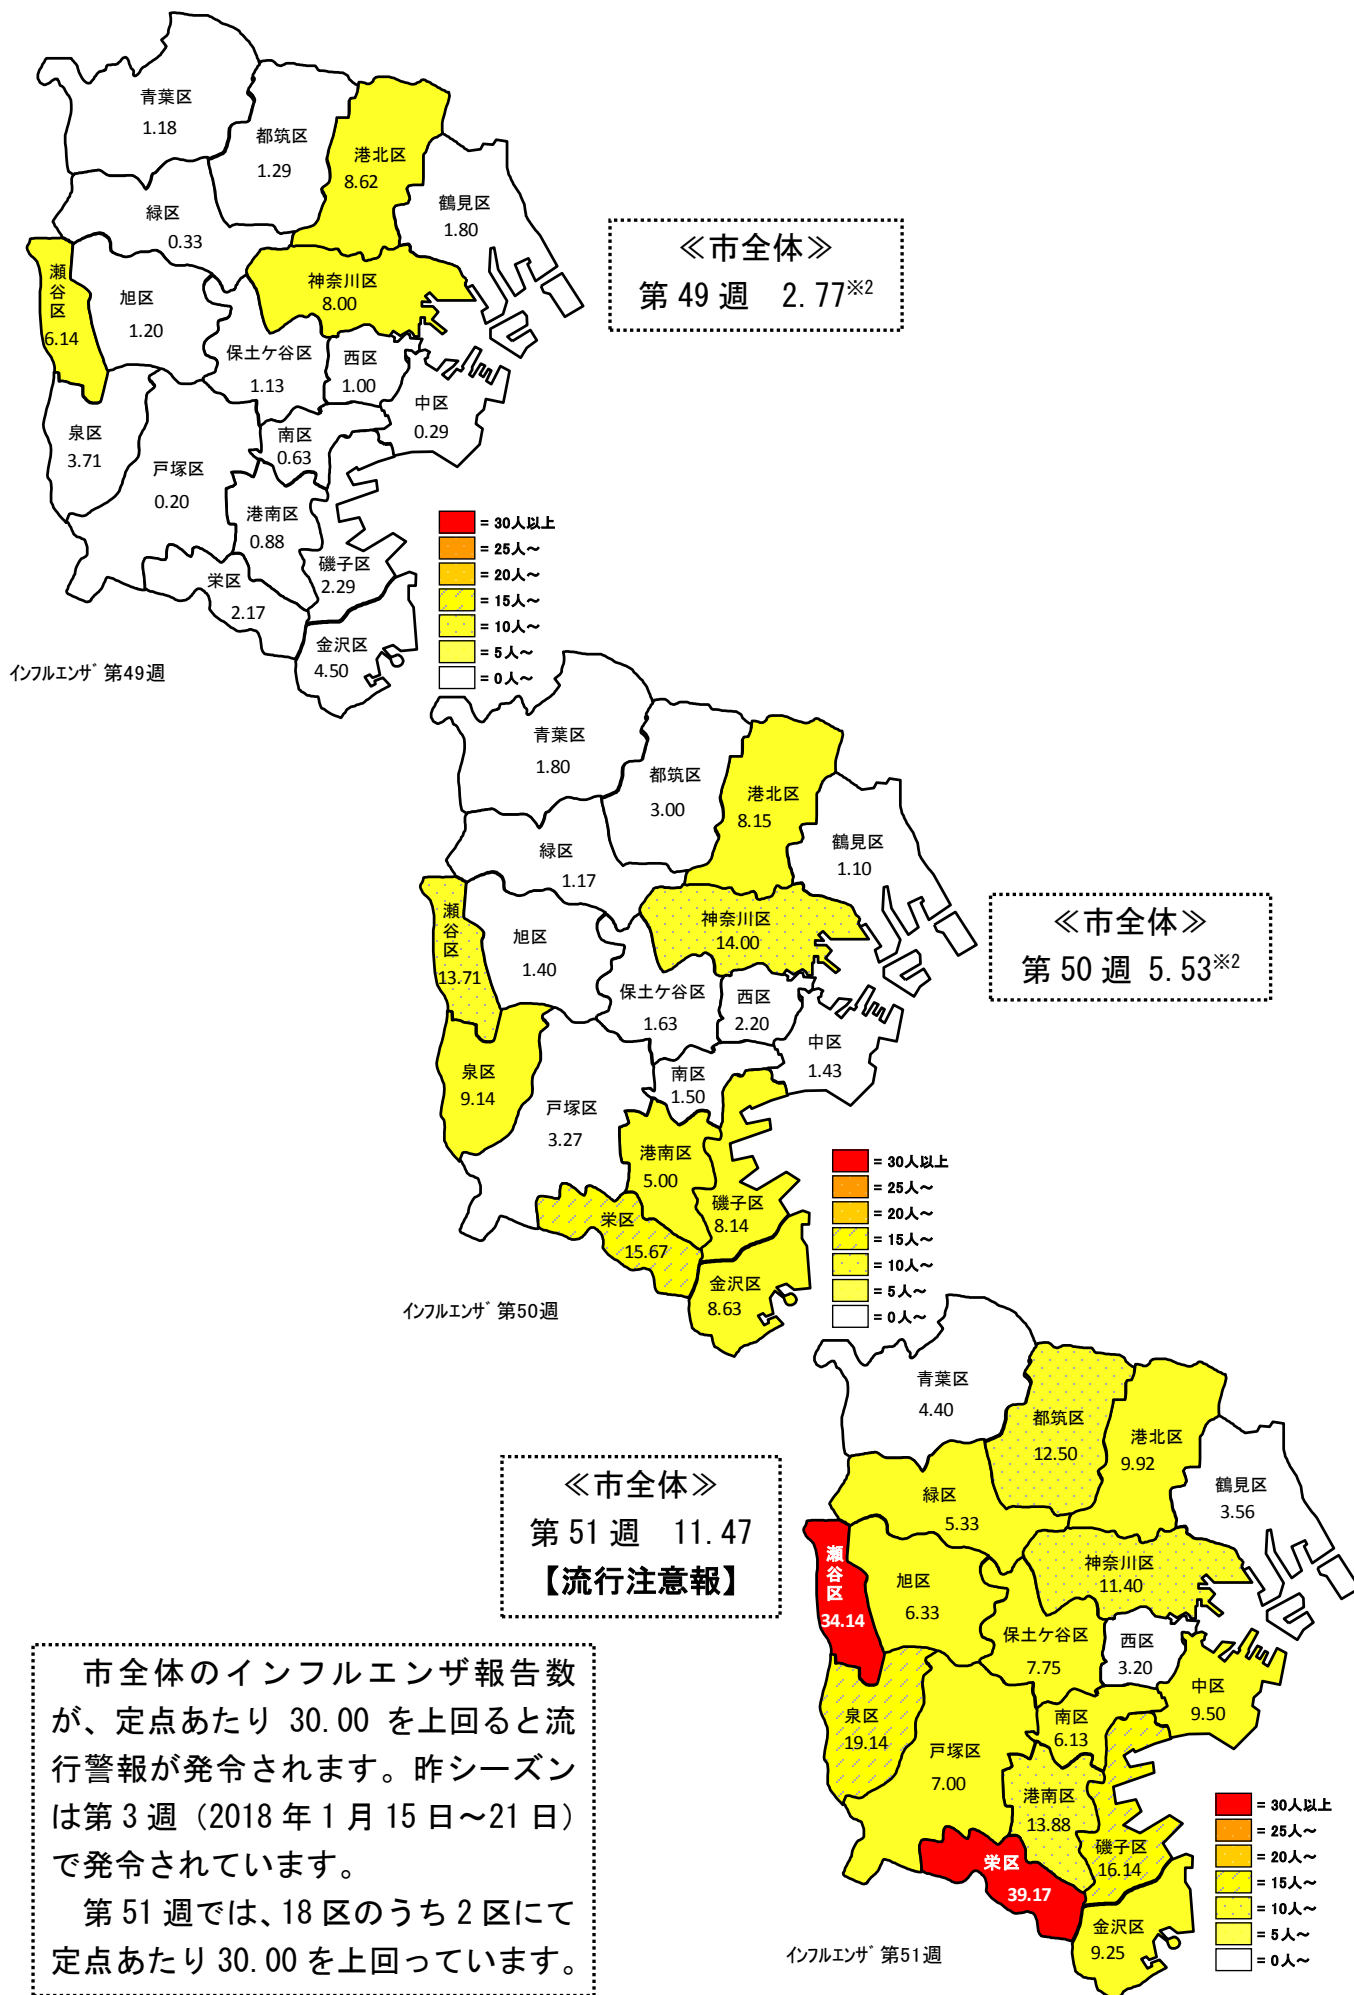 青葉区
1.18
都筑区
1.29
港北区
8.62
鶴見区
1.80
緑区
0.33
瀬谷区
6.14
旭区
1.20
神奈川区
8.00
保土ケ谷区
1.13
西区
1.00
中区
0.29
泉区
3.71
戸塚区
0.20
南区
0.63
港南区
0.88
磯子区
2.29
栄区
2.17
金沢区
4.50
インフルエンザ 第49週
≪市全体≫
第 49 週 2.77※2
= 30人以上
= 25人～
= 20人～
= 15人～
= 10人～
= 5人～
= 0人～
青葉区
1.80
都筑区
3.00
港北区
8.15
鶴見区
1.10
緑区
1.17
瀬谷区
13.71
旭区
1.40
神奈川区
14.00
保土ケ谷区
1.63
西区
2.20
中区
1.43
泉区
9.14
戸塚区
3.27
南区
1.50
港南区
5.00
磯子区
8.14
栄区
15.67
金沢区
8.63
インフルエンザ 第50週
≪市全体≫
第 50 週 5.53※2
= 30人以上
= 25人～
= 20人～
= 15人～
= 10人～
= 5人～
= 0人～
青葉区
4.40
都筑区
12.50
港北区
9.92
鶴見区
3.56
緑区
5.33
瀬谷区
34.14
旭区
6.33
神奈川区
11.40
保土ケ谷区
7.75
西区
3.20
中区
9.50
泉区
19.14
戸塚区
7.00
南区
6.13
港南区
13.88
磯子区
16.14
栄区
39.17
金沢区
9.25
インフルエンザ 第51週
≪市全体≫
第 51 週 11.47
【流行注意報】
= 30人以上
= 25人～
= 20人～
= 15人～
= 10人～
= 5人～
= 0人～
市全体のインフルエンザ報告数
が、定点あたり 30.00 を上回ると流
行警報が発令されます。昨シーズン
は第 3 週（2018 年 1 月 15 日～21 日）
で発令されています。
第 51 週では、18 区のうち 2 区にて
定点あたり 30.00 を上回っています。